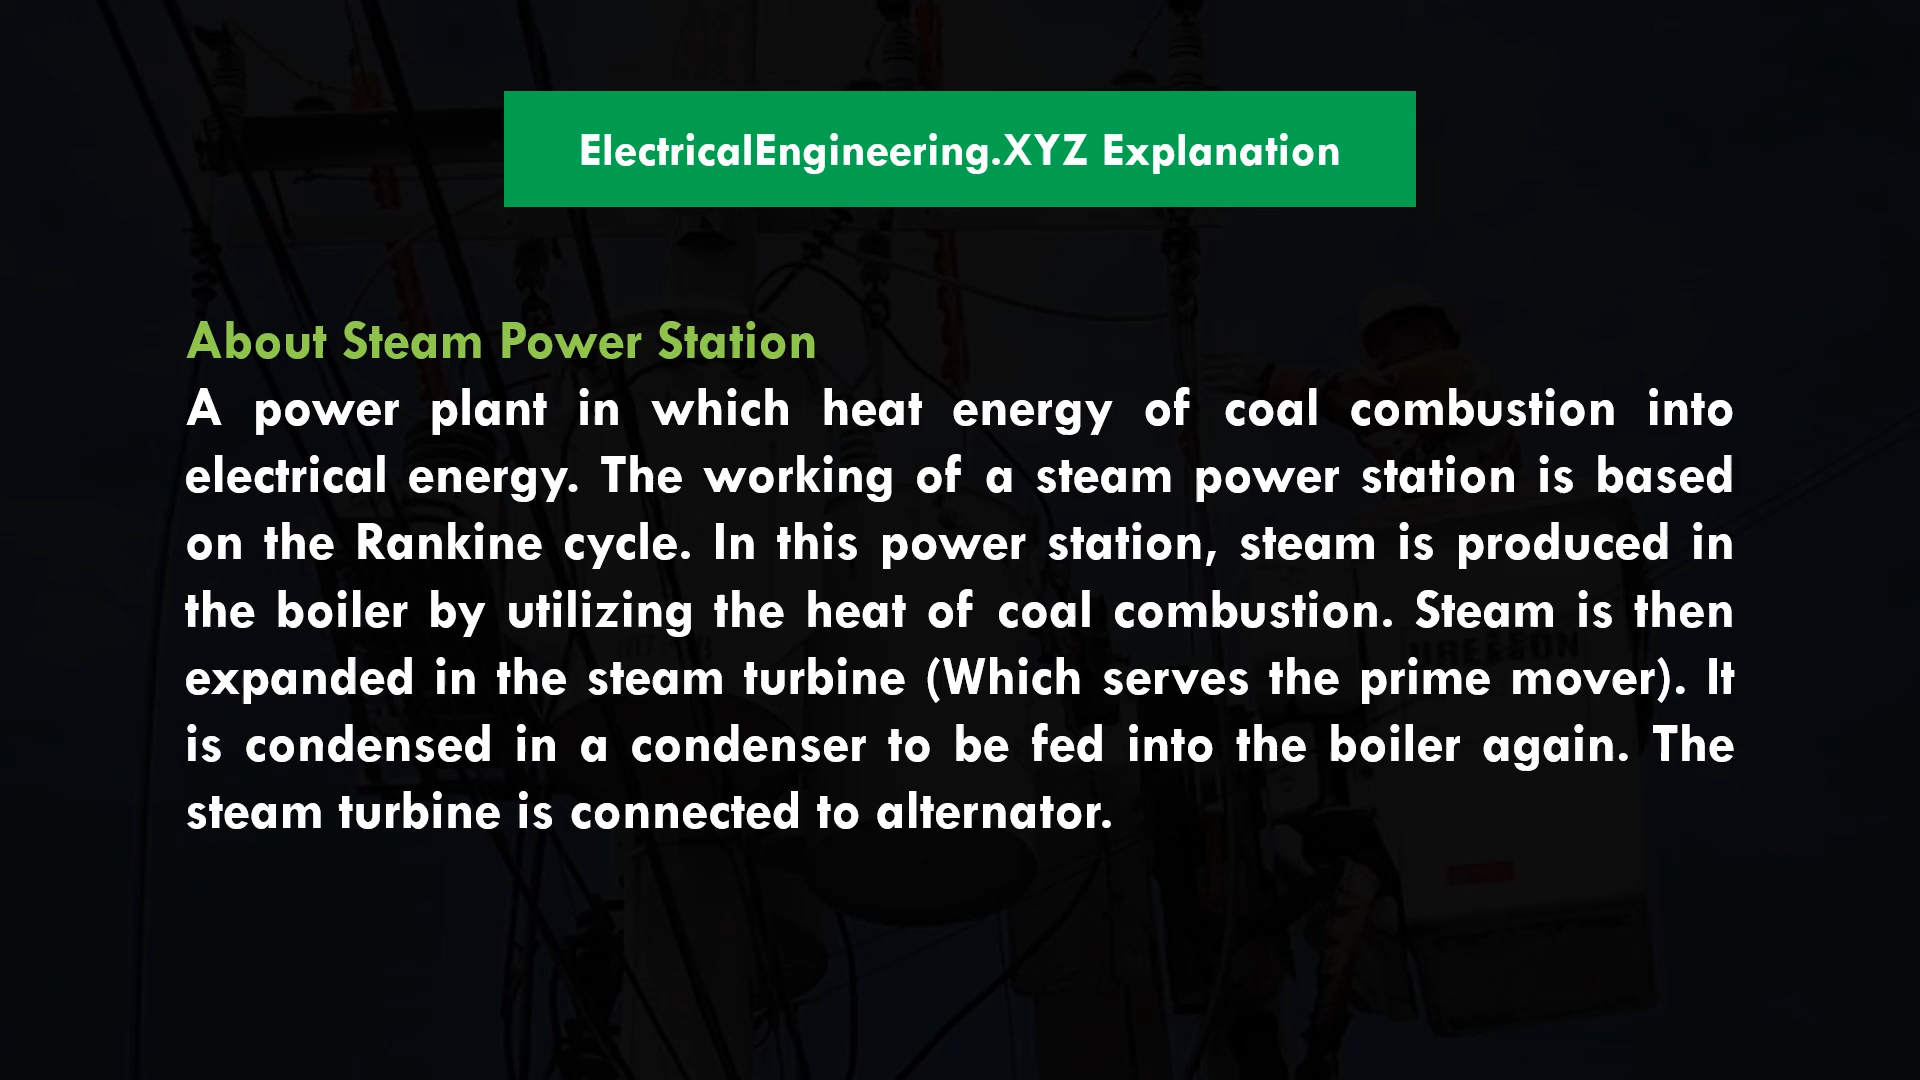 ElectricalEngineering.XYZ Explanation
About Steam Power Station
A power plant in which heat energy of coal combustion into
electrical energy. The working of a steam power station is based
on the Rankine cycle. In this power station, steam is produced in
the boiler by utilizing the heat of coal combustion. Steam is then
expanded in the steam turbine (Which serves the prime mover). It
is condensed in a condenser to be fed into the boiler again. The
steam turbine is connected to alternator.